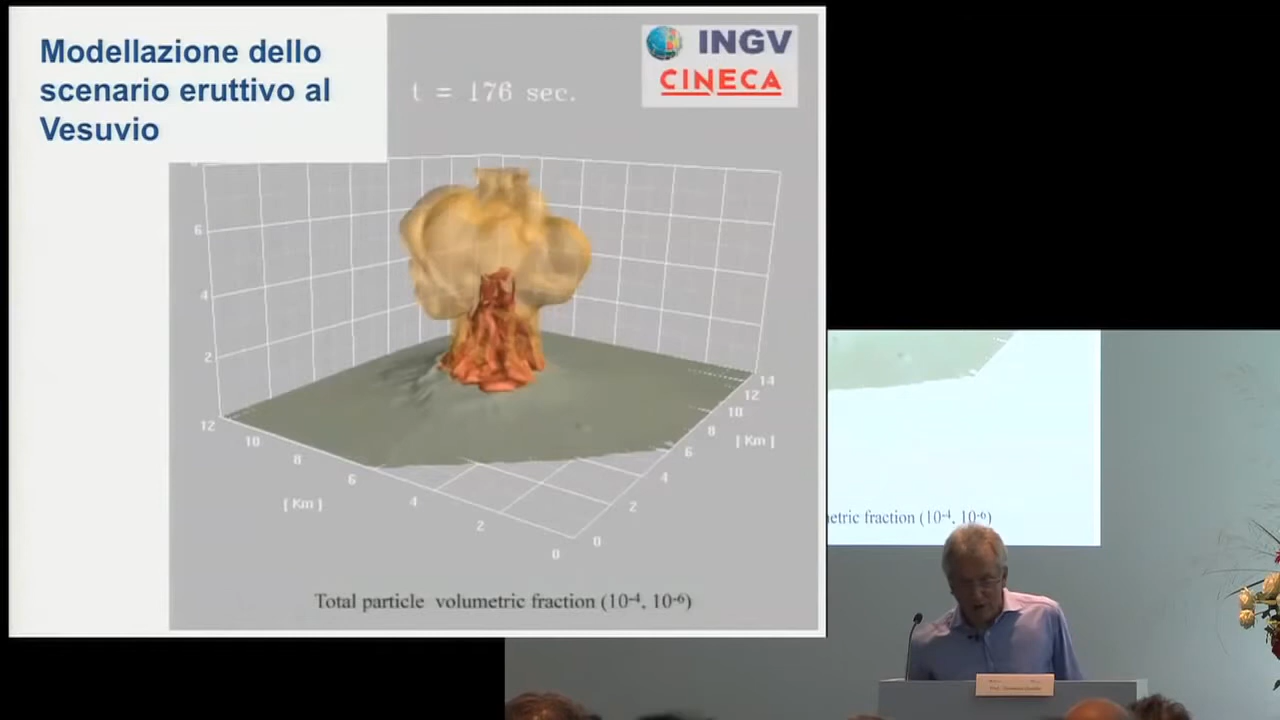 Modellazione dello
scenario eruttivo al
Vesuvio
INGV
CINECA
t = 176 sec.
6
4
2
12
10
8
6
4
2
0
[ Km ]
14
12
10
8
6
4
2
0
[ Km ]
Total particle volumetric fraction (10-4, 10-6)
etric fraction (10-4, 10-6)